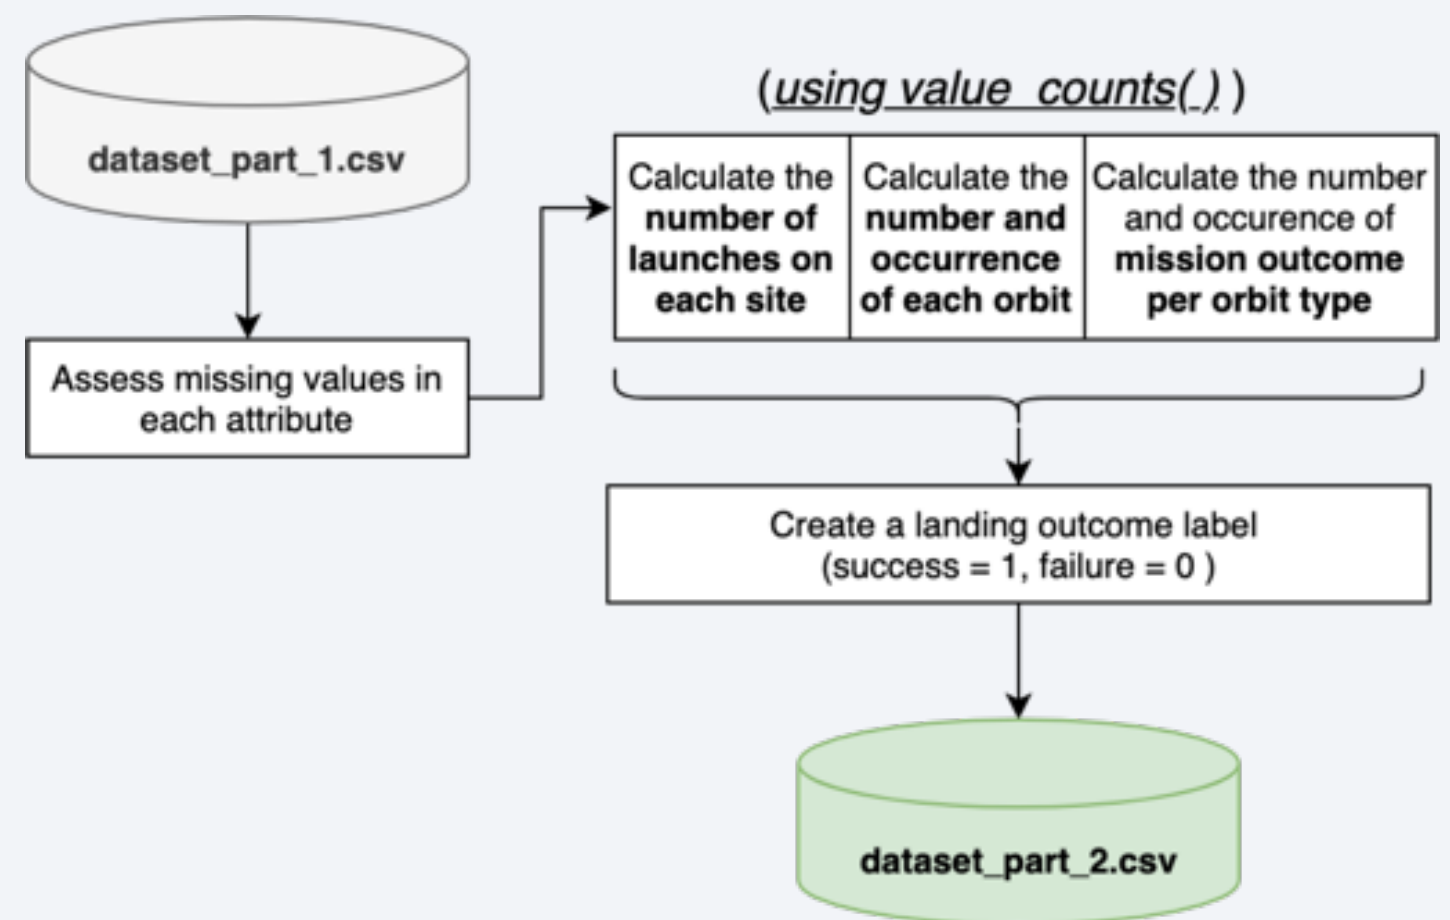 dataset_part_1.csv
Assess missing values in
each attribute
(using value_counts( ) )
Calculate the
number of
launches on
each site
Calculate the
number and
occurrence
of each orbit
Calculate the number
and occurence of
mission outcome
per orbit type
Create a landing outcome label
(success = 1, failure = 0 )
dataset_part_2.csv